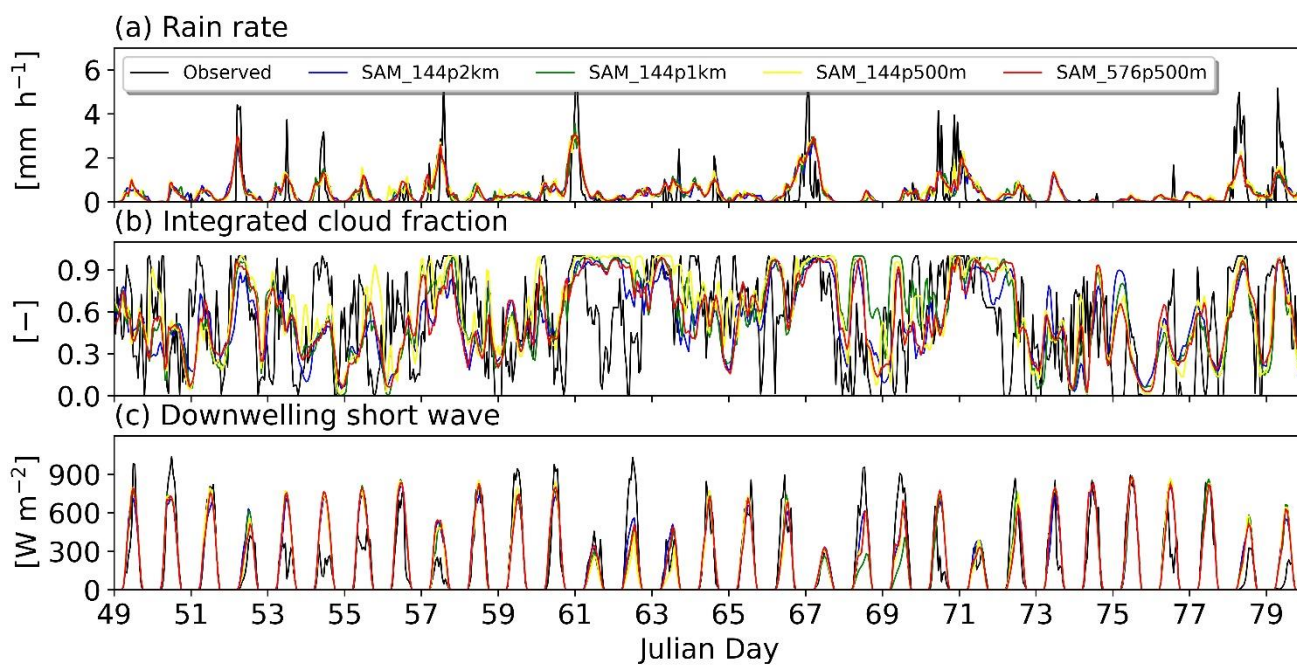 (a) Rain rate
[mm h⁻¹]
6
4
2
0
Observed SAM_144p2km SAM_144p1km SAM_144p500m SAM_576p500m
(b) Integrated cloud fraction
[−]
0.9
0.6
0.3
0.0
(c) Downwelling short wave
[W m⁻²]
900
600
300
0
49 51 53 55 57 59 61 63 65 67 69 71 73 75 77 79
Julian Day